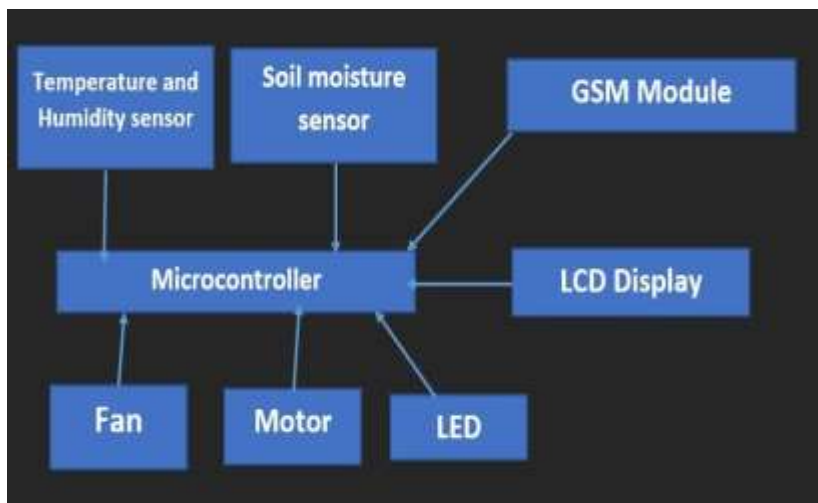 Temperature and
Humidity sensor
Soil moisture
sensor
GSM Module
Microcontroller
LCD Display
Fan
Motor
LED